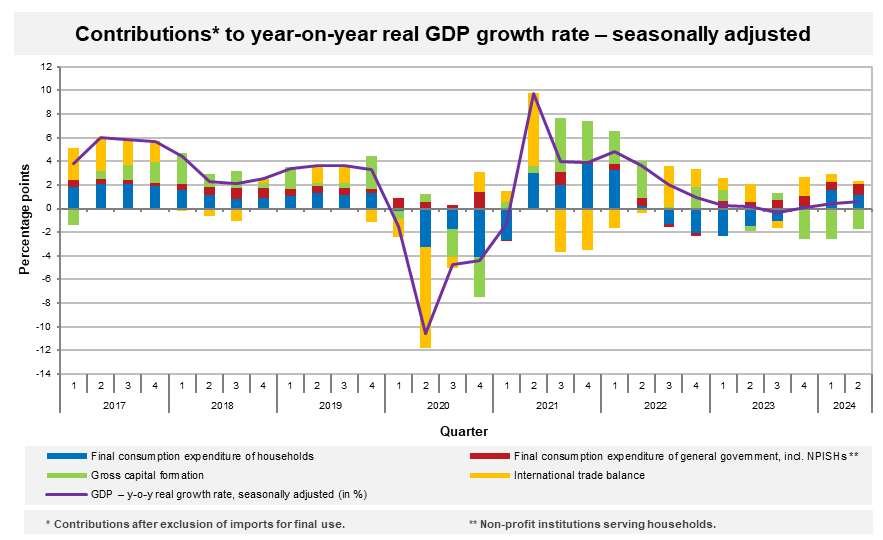 Contributions* to year-on-year real GDP growth rate – seasonally adjusted
Percentage points
12
10
8
6
4
2
0
-2
-4
-6
-8
-10
-12
-14
1 2 3 4 1 2 3 4 1 2 3 4 1 2 3 4 1 2 3 4 1 2 3 4 1 2 3 4 1 2
2017 2018 2019 2020 2021 2022 2023 2024
Quarter
Final consumption expenditure of households
Final consumption expenditure of general government, incl. NPISHs **
Gross capital formation
International trade balance
GDP – y-o-y real growth rate, seasonally adjusted (in %)
* Contributions after exclusion of imports for final use.
** Non-profit institutions serving households.